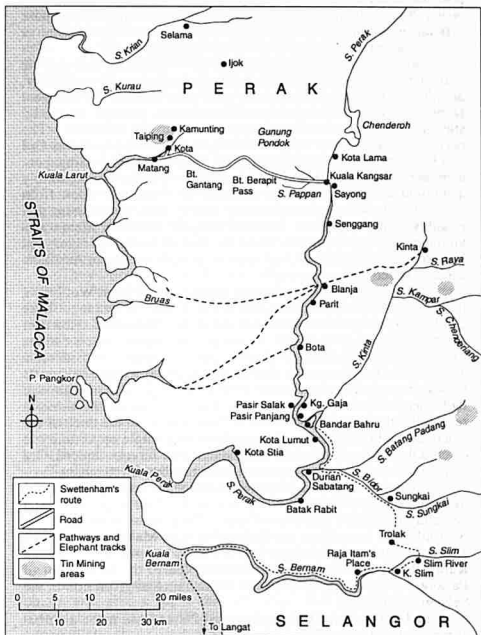 Selama
S. Krian
Ijok
S. Perak
S. Kurau
PERAK
Kamunting
Taiping
Kota
Gunung
Pondok
Chenderoh
Kota Lama
Matang
Kuala Larut
Bt.
Gantang
Bt. Berapit
Pass
Kuala Kangsar
S. Pappan
Sayong
Senggang
STRAITS OF MALACCA
Kinta
S. Raya
Blanja
Bruas
Parit
S. Kampar
S. Chenderiang
S. Kinta
Bota
P. Pangkor
N
Pasir Salak
Kg. Gaja
Pasir Panjang
Bandar Bahru
Kota Lumut
S. Batang Padang
Kota Stia
Kuala Perak
S. Perak
Durian
Sabatang
S. Bidor
Batak Rabit
Sungkai
S. Sungkai
Trolak
Swettenham's
route
Road
Pathways and
Elephant tracks
Tin Mining
areas
Kuala
Bernam
S. Bernam
Raja Itam's
Place
S. Slim
Slim River
K. Slim
0 10 20 miles
10 20 30 km
To Langat
SELANGOR